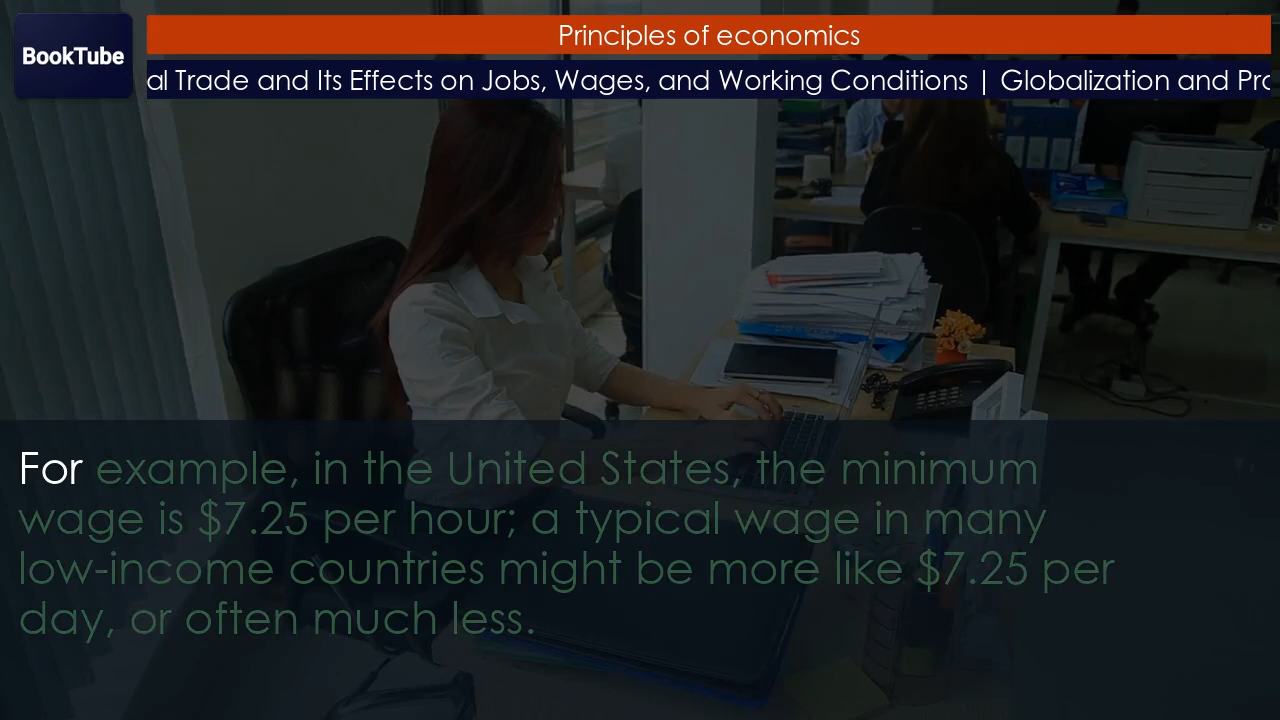 BookTube
Principles of economics
al Trade and Its Effects on Jobs, Wages, and Working Conditions | Globalization and Pro
For example, in the United States, the minimum
wage is $7.25 per hour; a typical wage in many
low-income countries might be more like $7.25 per
day, or often much less.